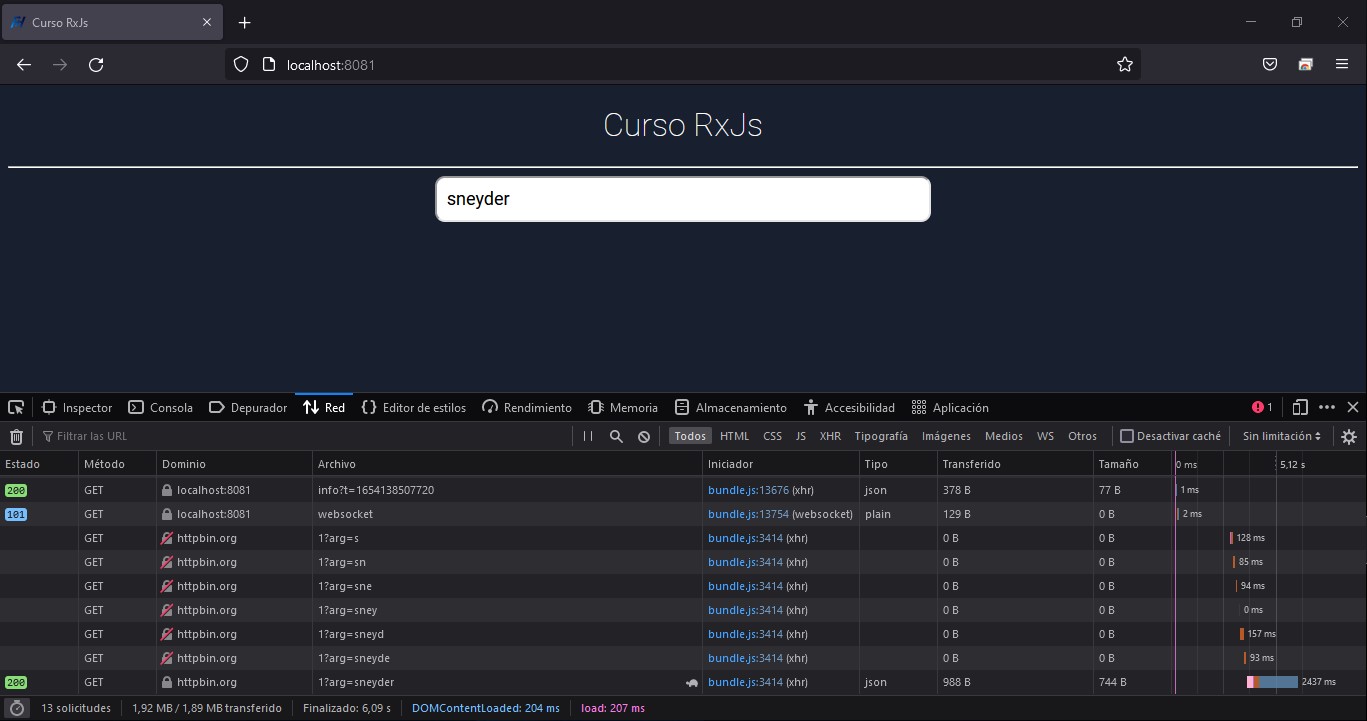 Curso RxJs
localhost:8081
Curso RxJs
sneyder
Inspector Consola Depurador Red Editor de estilos Rendimiento Memoria Almacenamiento Accesibilidad Aplicación 1
Filtrar las URL Todos HTML CSS JS XHR Tipografía Imágenes Medios WS Otros Desactivar caché Sin limitación
Estado Método Dominio Archivo Iniciador Tipo Transferido Tamaño 0 ms 5,12 s
200 GET localhost:8081 info?t=1654138507720 bundle.js:13676 (xhr) json 378 B 77 B 1 ms
101 GET localhost:8081 websocket bundle.js:13754 (websocket) plain 129 B 0 B 2 ms
GET httpbin.org 1?arg=s bundle.js:3414 (xhr) 0 B 0 B 128 ms
GET httpbin.org 1?arg=sn bundle.js:3414 (xhr) 0 B 0 B 85 ms
GET httpbin.org 1?arg=sne bundle.js:3414 (xhr) 0 B 0 B 94 ms
GET httpbin.org 1?arg=sney bundle.js:3414 (xhr) 0 B 0 B 0 ms
GET httpbin.org 1?arg=sneyd bundle.js:3414 (xhr) 0 B 0 B 157 ms
GET httpbin.org 1?arg=sneyde bundle.js:3414 (xhr) 0 B 0 B 93 ms
200 GET httpbin.org 1?arg=sneyder bundle.js:3414 (xhr) json 988 B 744 B 2437 ms
13 solicitudes 1,92 MB / 1,89 MB transferido Finalizado: 6,09 s DOMContentLoaded: 204 ms load: 207 ms